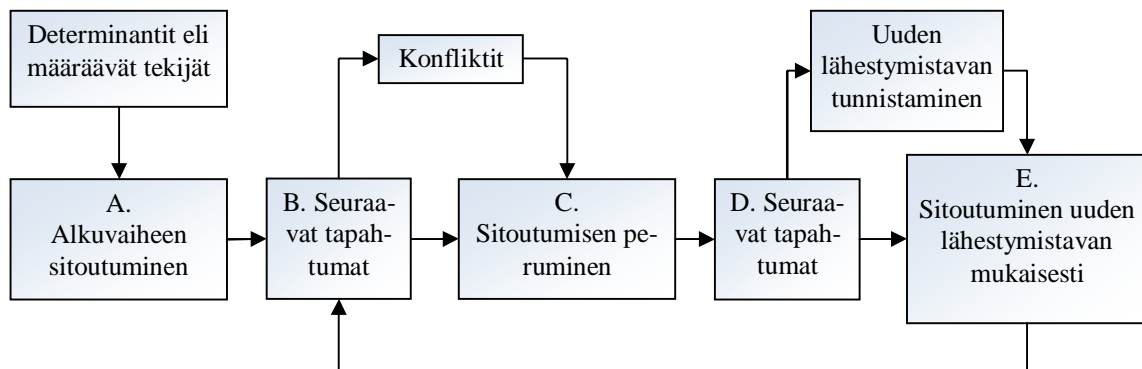 Determinantit eli
määräävät tekijät
Konfliktit
Uuden
lähestymistavan
tunnistaminen
A.
Alkuvaiheen
sitoutuminen
B. Seuraa-
vat tapah-
tumat
C.
Sitoutumisen pe-
ruminen
D. Seuraa-
vat tapah-
tumat
E.
Sitoutuminen uuden
lähestymistavan
mukaisesti